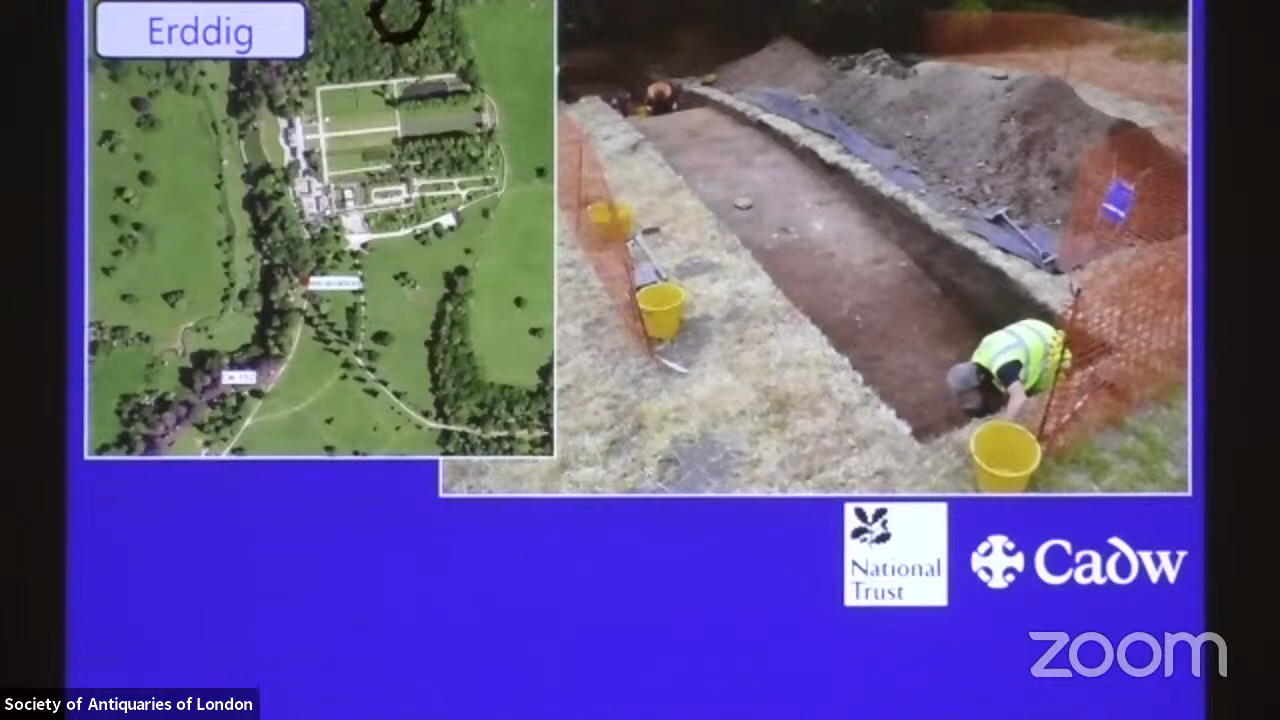 Erddig
National
Trust
Cadw
zoom
Society of Antiquaries of London